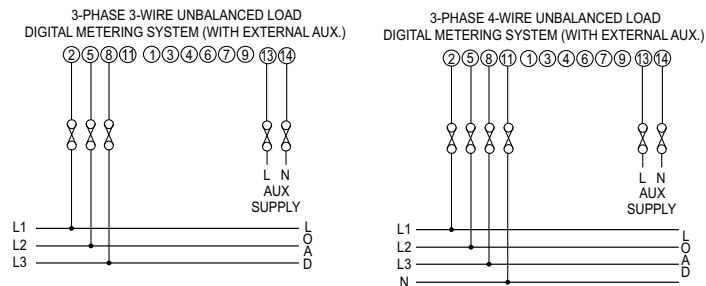 3-PHASE 3-WIRE UNBALANCED LOAD
DIGITAL METERING SYSTEM (WITH EXTERNAL AUX.)
2 5 8 11 1 3 4 6 7 9 13 14
L N
AUX
SUPPLY
L1
L2
L3
LOAD
3-PHASE 4-WIRE UNBALANCED LOAD
DIGITAL METERING SYSTEM (WITH EXTERNAL AUX.)
2 5 8 11 1 3 4 6 7 9 13 14
L N
AUX
SUPPLY
L1
L2
L3
N
LOAD